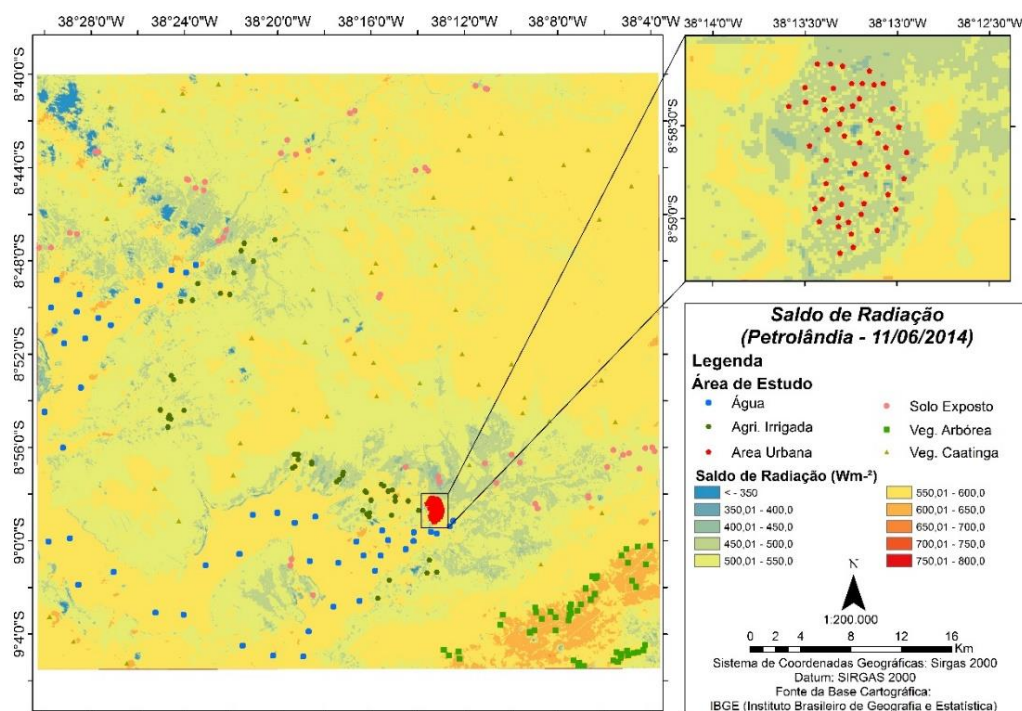 38°28'0"W 38°24'0"W 38°20'0"W 38°16'0"W 38°12'0"W 38°8'0"W 38°4'0"W
8°40'0"S
8°44'0"S
8°48'0"S
8°52'0"S
8°56'0"S
9°0'0"S
9°4'0"S
38°14'0"W 38°13'30"W 38°13'0"W 38°12'30"W
8°58'30"S
8°59'0"S
Saldo de Radiação
(Petrolândia - 11/06/2014)
Legenda
Área de Estudo
Água
Agri. Irrigada
Area Urbana
Solo Exposto
Veg. Arbórea
Veg. Caatinga
Saldo de Radiação (Wm-²)
< - 350
350,01 - 400,0
400,01 - 450,0
450,01 - 500,0
500,01 - 550,0
550,01 - 600,0
600,01 - 650,0
650,01 - 700,0
700,01 - 750,0
750,01 - 800,0
N
1:200.000
0 2 4 8 12 16
Km
Sistema de Coordenadas Geográficas: Sirgas 2000
Datum: SIRGAS 2000
Fonte da Base Cartográfica:
IBGE (Instituto Brasileiro de Geografia e Estatística)